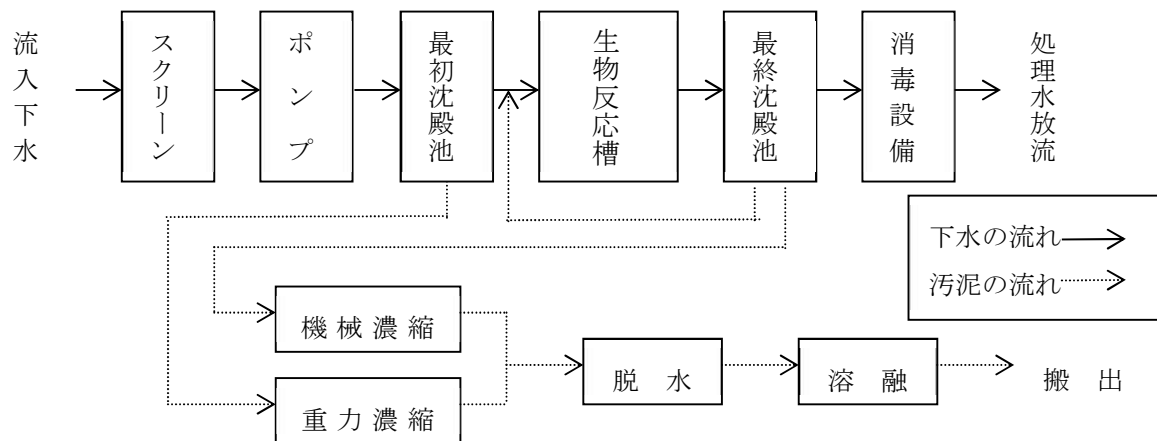 流入下水
スクリーン
ポンプ
最初沈殿池
生物反応槽
最終沈殿池
消毒設備
処理水放流
下水の流れ
汚泥の流れ
機械濃縮
重力濃縮
脱水
溶融
搬出